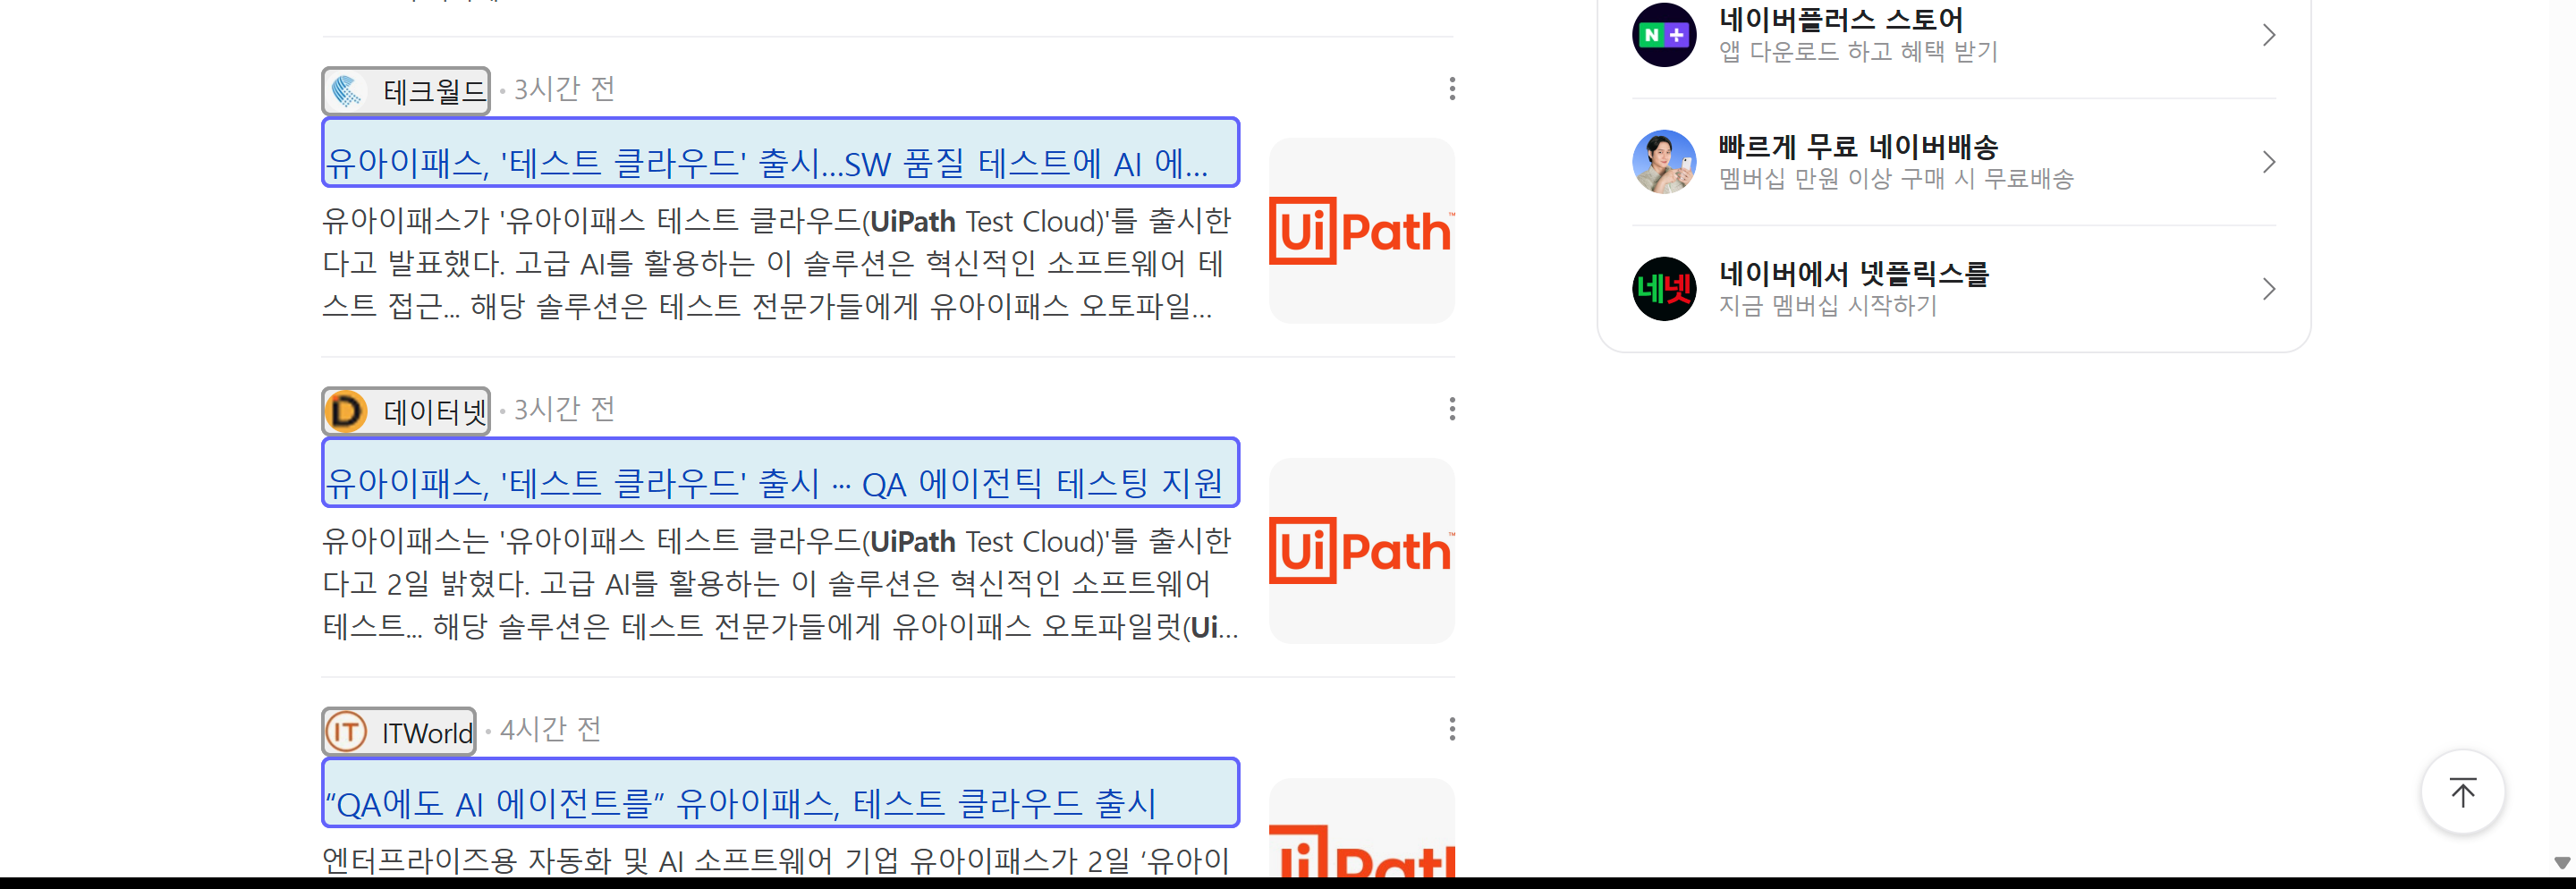 테크월드 · 3시간 전
유아이패스, '테스트 클라우드' 출시...SW 품질 테스트에 AI 에...
유아이패스가 '유아이패스 테스트 클라우드(UiPath Test Cloud)'를 출시한
다고 발표했다. 고급 AI를 활용하는 이 솔루션은 혁신적인 소프트웨어 테
스트 접근... 해당 솔루션은 테스트 전문가들에게 유아이패스 오토파일...
UiPath™
데이터넷 · 3시간 전
유아이패스, '테스트 클라우드' 출시 … QA 에이전틱 테스팅 지원
유아이패스는 '유아이패스 테스트 클라우드(UiPath Test Cloud)'를 출시한
다고 2일 밝혔다. 고급 AI를 활용하는 이 솔루션은 혁신적인 소프트웨어
테스트... 해당 솔루션은 테스트 전문가들에게 유아이패스 오토파일럿(Ui...
UiPath™
IT ITWorld · 4시간 전
“QA에도 AI 에이전트를” 유아이패스, 테스트 클라우드 출시
엔터프라이즈용 자동화 및 AI 소프트웨어 기업 유아이패스가 2일 ‘유아이
UiPath
N+
네이버플러스 스토어
앱 다운로드 하고 혜택 받기
빠르게 무료 네이버배송
멤버십 만원 이상 구매 시 무료배송
네넷
네이버에서 넷플릭스를
지금 멤버십 시작하기